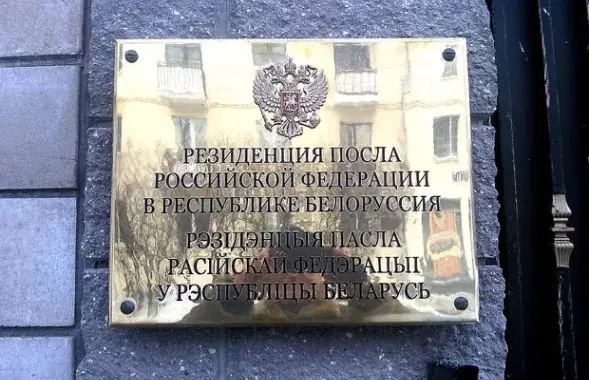 РЕЗИДЕНЦИЯ ПОСЛА
РОССИЙСКОЙ ФЕДЕРАЦИИ
В РЕСПУБЛИКЕ БЕЛОРУССИЯ
РЭЗІДЭНЦЫЯ ПАСЛА
РАСІЙСКАЙ ФЕДЭРАЦЫІ
У РЭСПУБЛІЦЫ БЕЛАРУСЬ